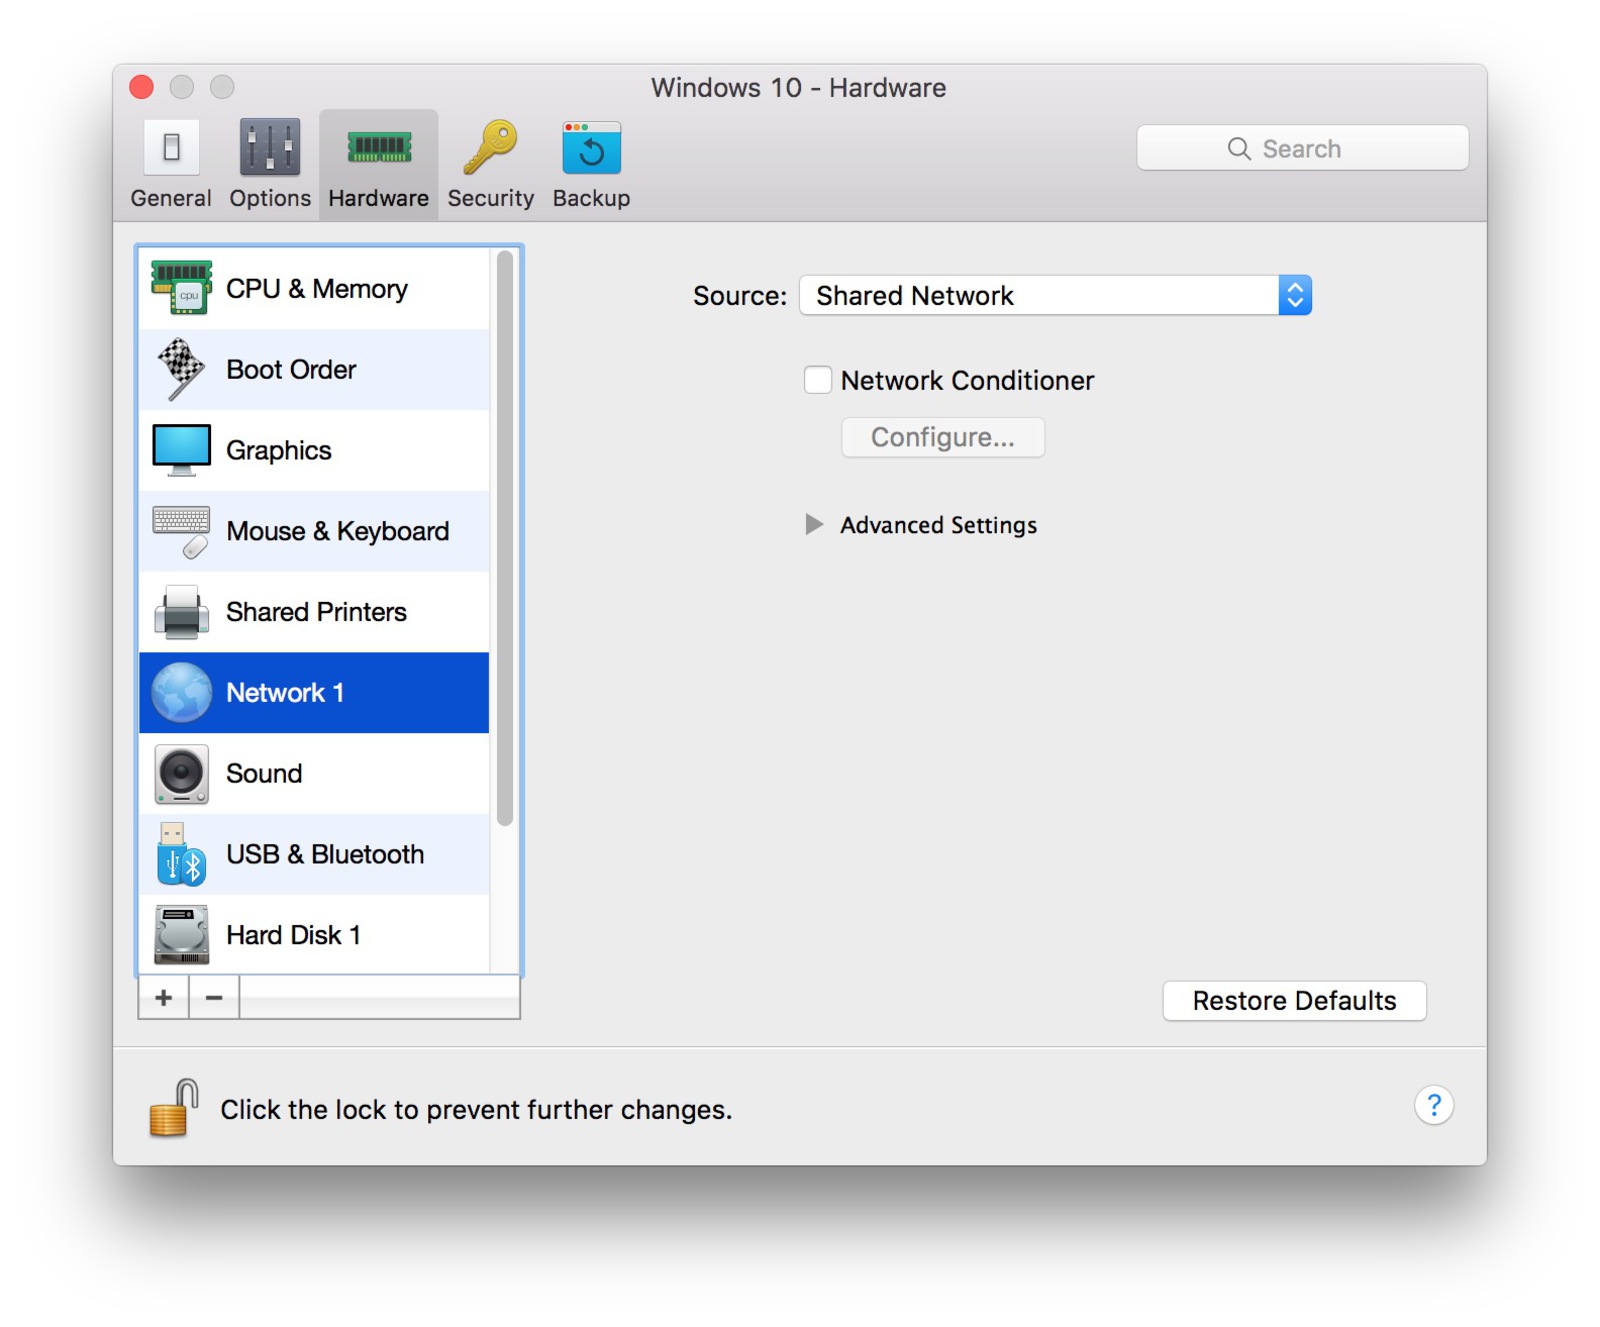 Windows 10 - Hardware
General
Options
Hardware
Security
Backup
Search
CPU & Memory
cpu
Boot Order
Graphics
Mouse & Keyboard
Shared Printers
Network 1
Sound
USB & Bluetooth
Hard Disk 1
+ −
Source: Shared Network
Network Conditioner
Configure...
Advanced Settings
Restore Defaults
Click the lock to prevent further changes.
?